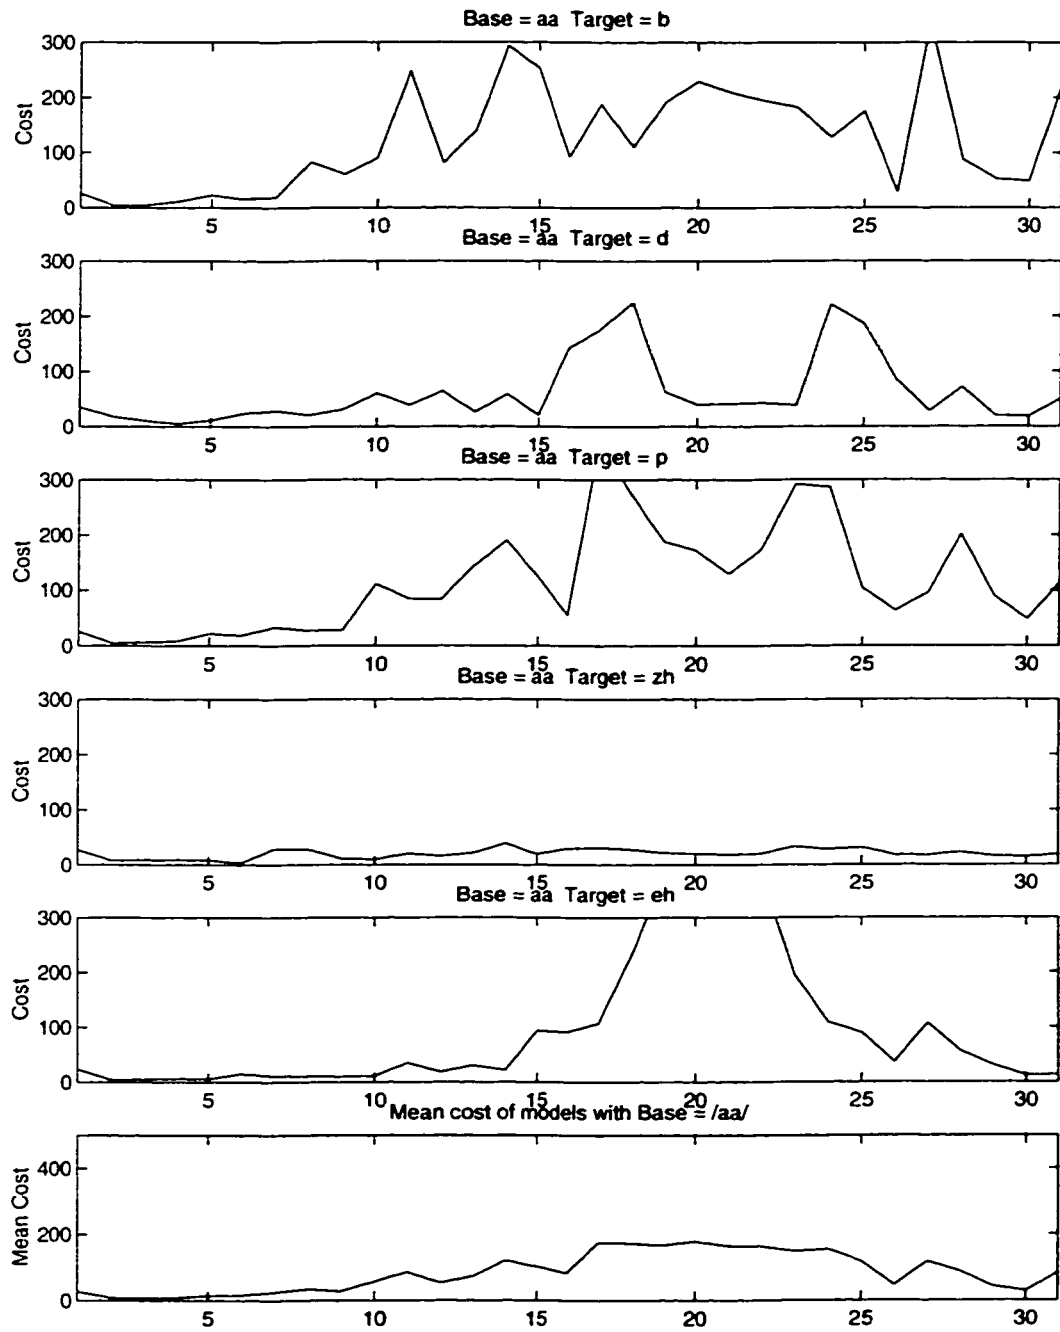 Base = aa Target = b
300
200
100
0
Cost
5 10 15 20 25 30
Base = aa Target = d
300
200
100
0
Cost
5 10 15 20 25 30
Base = aa Target = p
300
200
100
0
Cost
5 10 15 20 25 30
Base = aa Target = zh
300
200
100
0
Cost
5 10 15 20 25 30
Base = aa Target = eh
300
200
100
0
Cost
5 10 15 20 25 30
Mean cost of models with Base = /aa/
400
200
0
Mean Cost
5 10 15 20 25 30